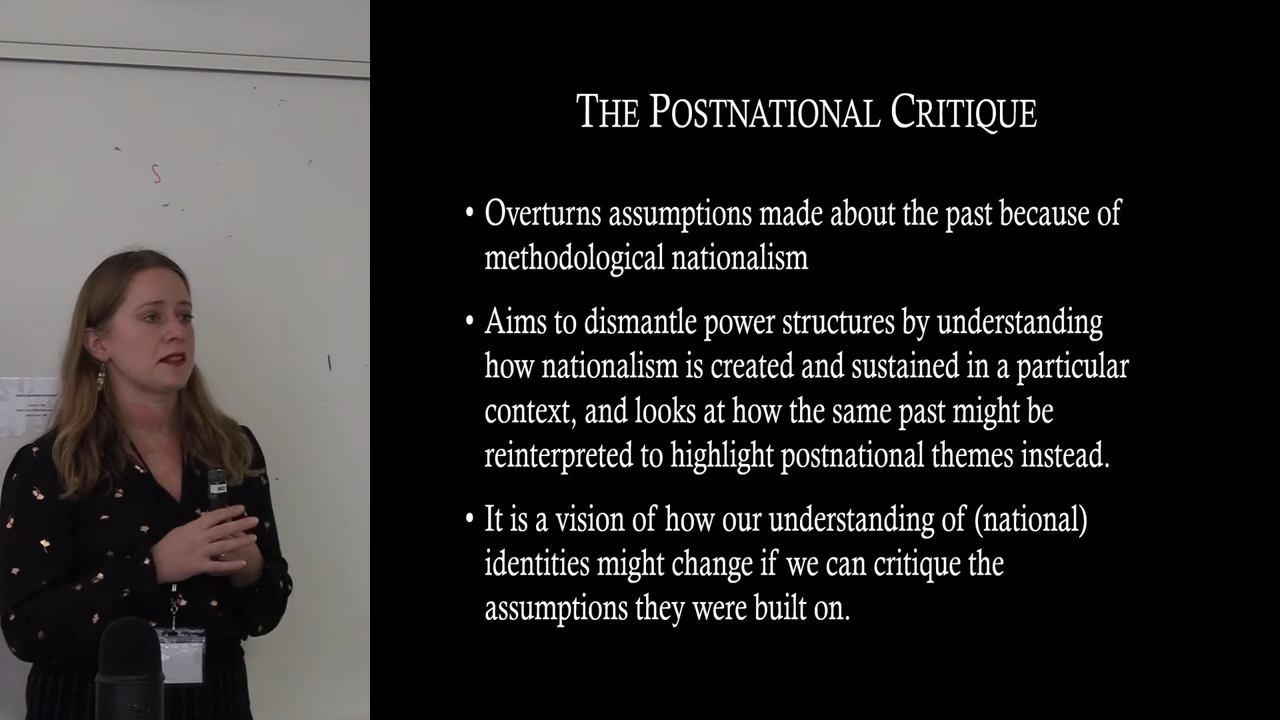 THE POSTNATIONAL CRITIQUE
• Overturns assumptions made about the past because of
methodological nationalism
• Aims to dismantle power structures by understanding
how nationalism is created and sustained in a particular
context, and looks at how the same past might be
reinterpreted to highlight postnational themes instead.
• It is a vision of how our understanding of (national)
identities might change if we can critique the
assumptions they were built on.